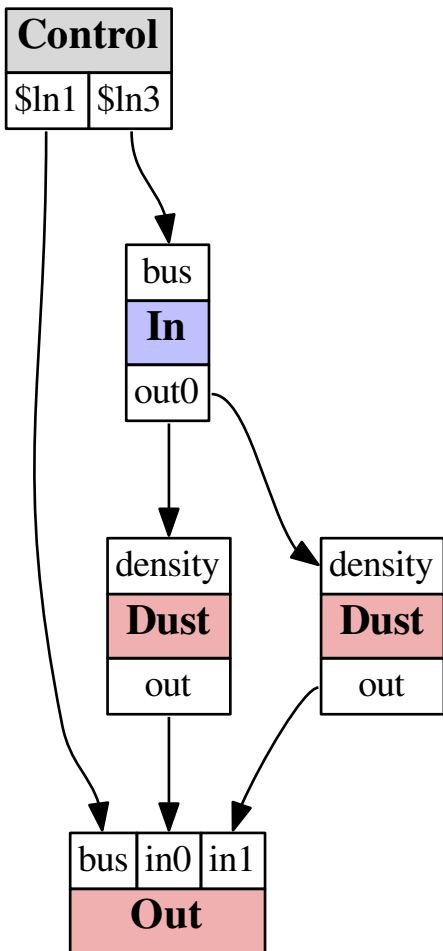 Control
$ln1 $ln3
bus
In
out0
density
Dust
out
density
Dust
out
bus in0 in1
Out